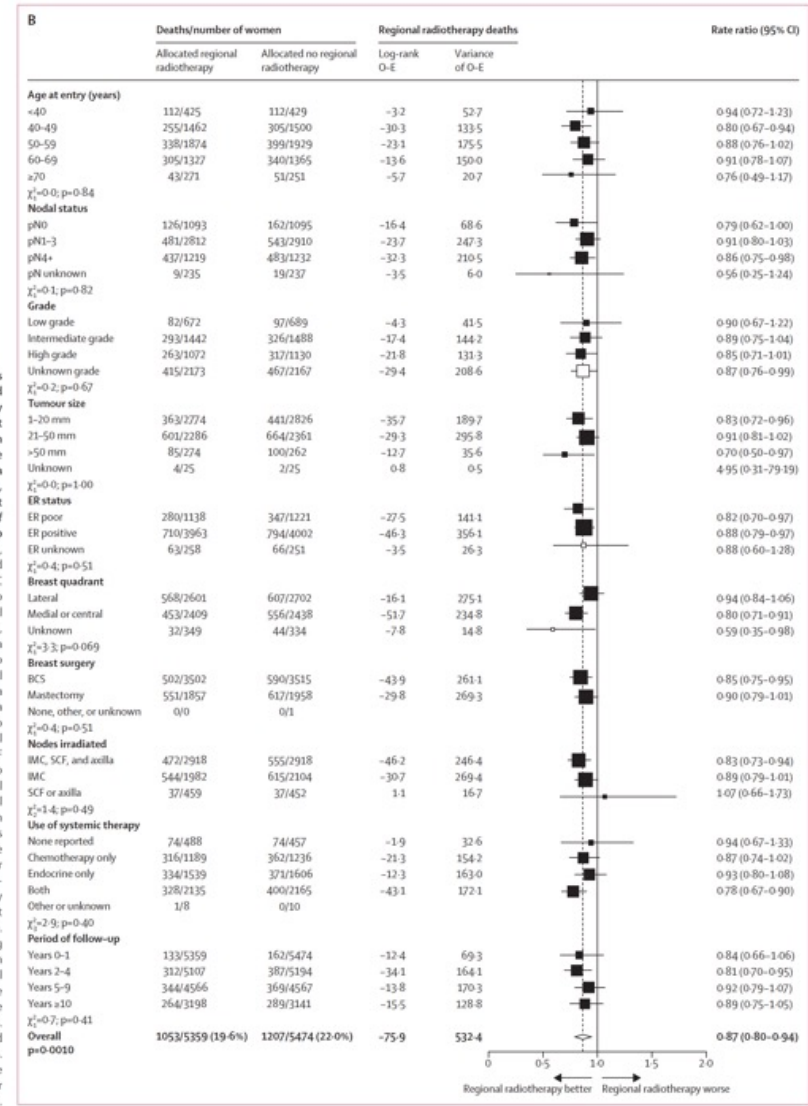 B
Deaths/number of women Regional radiotherapy deaths Rate ratio (95% CI)
Allocated regional radiotherapy Allocated no regional radiotherapy Log-rank O–E Variance of O–E
Age at entry (years)
<40 112/425 112/429 –3·2 52·7 0·94 (0·72–1·23)
40–49 255/1462 305/1500 –30·3 133·5 0·80 (0·67–0·94)
50–59 338/1874 399/1929 –23·1 175·5 0·88 (0·76–1·02)
60–69 305/1327 340/1365 –13·6 150·0 0·91 (0·78–1·07)
≥70 43/271 51/251 –5·7 20·7 0·76 (0·49–1·17)
χ²₁=0·0; p=0·84
Nodal status
pN0 126/1093 162/1095 –16·4 68·6 0·79 (0·62–1·00)
pN1–3 481/2812 543/2910 –23·7 247·3 0·91 (0·80–1·03)
pN4+ 437/1219 483/1232 –32·3 210·5 0·86 (0·75–0·98)
pN unknown 9/235 19/237 –3·5 6·0 0·56 (0·25–1·24)
χ²₁=0·1; p=0·82
Grade
Low grade 82/672 97/689 –4·3 41·5 0·90 (0·67–1·22)
Intermediate grade 293/1442 326/1488 –17·4 144·2 0·89 (0·75–1·04)
High grade 263/1072 317/1130 –21·8 131·3 0·85 (0·71–1·01)
Unknown grade 415/2173 467/2167 –29·4 208·6 0·87 (0·76–0·99)
χ²₁=0·2; p=0·67
Tumour size
1–20 mm 363/2774 441/2826 –35·7 189·7 0·83 (0·72–0·96)
21–50 mm 601/2286 664/2361 –29·3 295·8 0·91 (0·81–1·02)
>50 mm 85/274 100/262 –12·7 35·6 0·70 (0·50–0·97)
Unknown 4/25 2/25 0·8 0·5 4·95 (0·31–79·19)
χ²₁=0·0; p=1·00
ER status
ER poor 280/1138 347/1221 –27·5 141·1 0·82 (0·70–0·97)
ER positive 710/3963 794/4002 –46·3 356·1 0·88 (0·79–0·97)
ER unknown 63/258 66/251 –3·5 26·3 0·88 (0·60–1·28)
χ²₁=0·4; p=0·51
Breast quadrant
Lateral 568/2601 607/2702 –16·1 275·1 0·94 (0·84–1·06)
Medial or central 453/2409 556/2438 –51·7 234·8 0·80 (0·71–0·91)
Unknown 32/349 44/334 –7·8 14·8 0·59 (0·35–0·98)
χ²₁=3·3; p=0·069
Breast surgery
BCS 502/3502 590/3515 –43·9 261·1 0·85 (0·75–0·95)
Mastectomy 551/1857 617/1958 –29·8 269·3 0·90 (0·79–1·01)
None, other, or unknown 0/0 0/1
χ²₁=0·4; p=0·51
Nodes irradiated
IMC, SCF, and axilla 472/2918 555/2918 –46·2 246·4 0·83 (0·73–0·94)
IMC 544/1982 615/2104 –30·7 269·4 0·89 (0·79–1·01)
SCF or axilla 37/459 37/452 1·1 16·7 1·07 (0·66–1·73)
χ²₂=1·4; p=0·49
Use of systemic therapy
None reported 74/488 74/457 –1·9 32·6 0·94 (0·67–1·33)
Chemotherapy only 316/1189 362/1236 –21·3 154·2 0·87 (0·74–1·02)
Endocrine only 334/1539 371/1606 –12·3 163·0 0·93 (0·80–1·08)
Both 328/2135 400/2165 –43·1 172·1 0·78 (0·67–0·90)
Other or unknown 1/8 0/10
χ²₃=2·9; p=0·40
Period of follow-up
Years 0–1 133/5359 162/5474 –12·4 69·3 0·84 (0·66–1·06)
Years 2–4 312/5107 387/5194 –34·1 164·1 0·81 (0·70–0·95)
Years 5–9 344/4566 369/4567 –13·8 170·3 0·92 (0·79–1·07)
Years ≥10 264/3198 289/3141 –15·5 128·8 0·89 (0·75–1·05)
χ²₁=0·7; p=0·41
Overall 1053/5359 (19·6%) 1207/5474 (22·0%) –75·9 532·4 0·87 (0·80–0·94)
p=0·0010
0 0·5 1·0 1·5 2·0
Regional radiotherapy better Regional radiotherapy worse